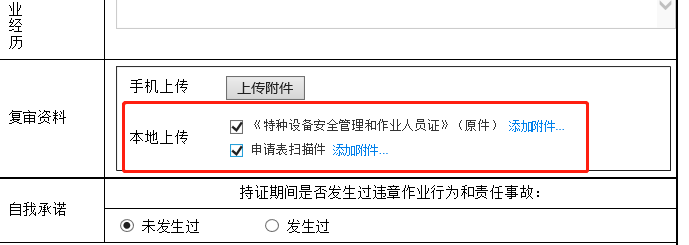 业
经
历
手机上传 上传附件
复审资料
本地上传
《特种设备安全管理和作业人员证》（原件） 添加附件...
申请表扫描件 添加附件...
持证期间是否发生过违章作业行为和责任事故：
自我承诺
未发生过 发生过